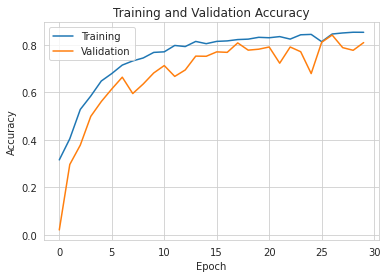 Training and Validation Accuracy
Training
Validation
Accuracy
0.8
0.6
0.4
0.2
0.0
0 5 10 15 20 25 30
Epoch